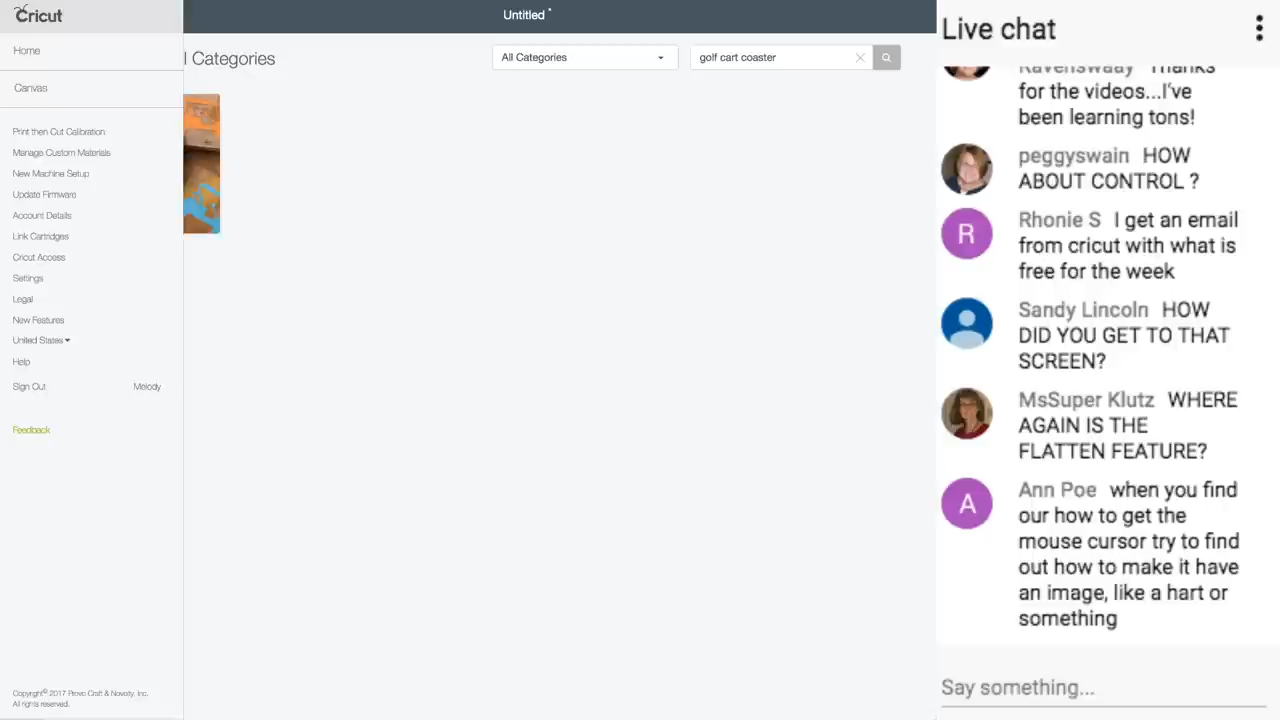 Cricut
Untitled *
Home
Canvas
Print then Cut Calibration
Manage Custom Materials
New Machine Setup
Update Firmware
Account Details
Link Cartridges
Cricut Access
Settings
Legal
New Features
United States
Help
Sign Out Melody
Feedback
Copyright© 2017 Provo Craft & Novelty, Inc.
All rights reserved.
l Categories
All Categories
golf cart coaster
Live chat
Ravenswaay Thanks
for the videos...I've
been learning tons!
peggyswain HOW
ABOUT CONTROL ?
Rhonie S I get an email
from cricut with what is
free for the week
Sandy Lincoln HOW
DID YOU GET TO THAT
SCREEN?
MsSuper Klutz WHERE
AGAIN IS THE
FLATTEN FEATURE?
Ann Poe when you find
our how to get the
mouse cursor try to find
out how to make it have
an image, like a hart or
something
R
A
Say something...